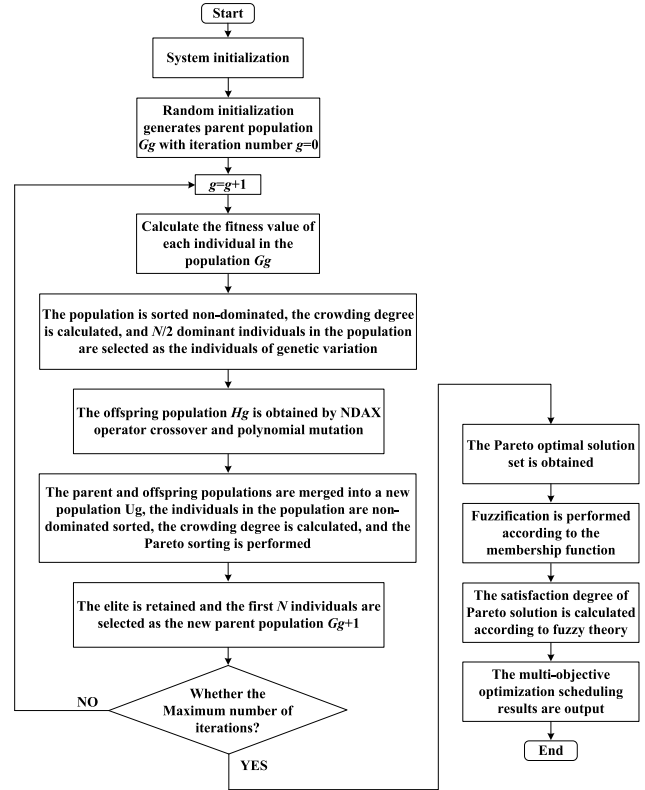 Start
System initialization
Random initialization
generates parent population
Gg with iteration number g=0
g=g+1
Calculate the fitness value of
each individual in the
population Gg
The population is sorted non-dominated, the crowding degree
is calculated, and N/2 dominant individuals in the population
are selected as the individuals of genetic variation
The offspring population Hg is obtained by NDAX
operator crossover and polynomial mutation
The parent and offspring populations are merged into a new
population Ug, the individuals in the population are non-
dominated sorted, the crowding degree is calculated, and the
Pareto sorting is performed
The elite is retained and the first N individuals are
selected as the new parent population Gg+1
Whether the
Maximum number of
iterations?
NO
YES
The Pareto optimal solution
set is obtained
Fuzzification is performed
according to the
membership function
The satisfaction degree of
Pareto solution is calculated
according to fuzzy theory
The multi-objective
optimization scheduling
results are output
End